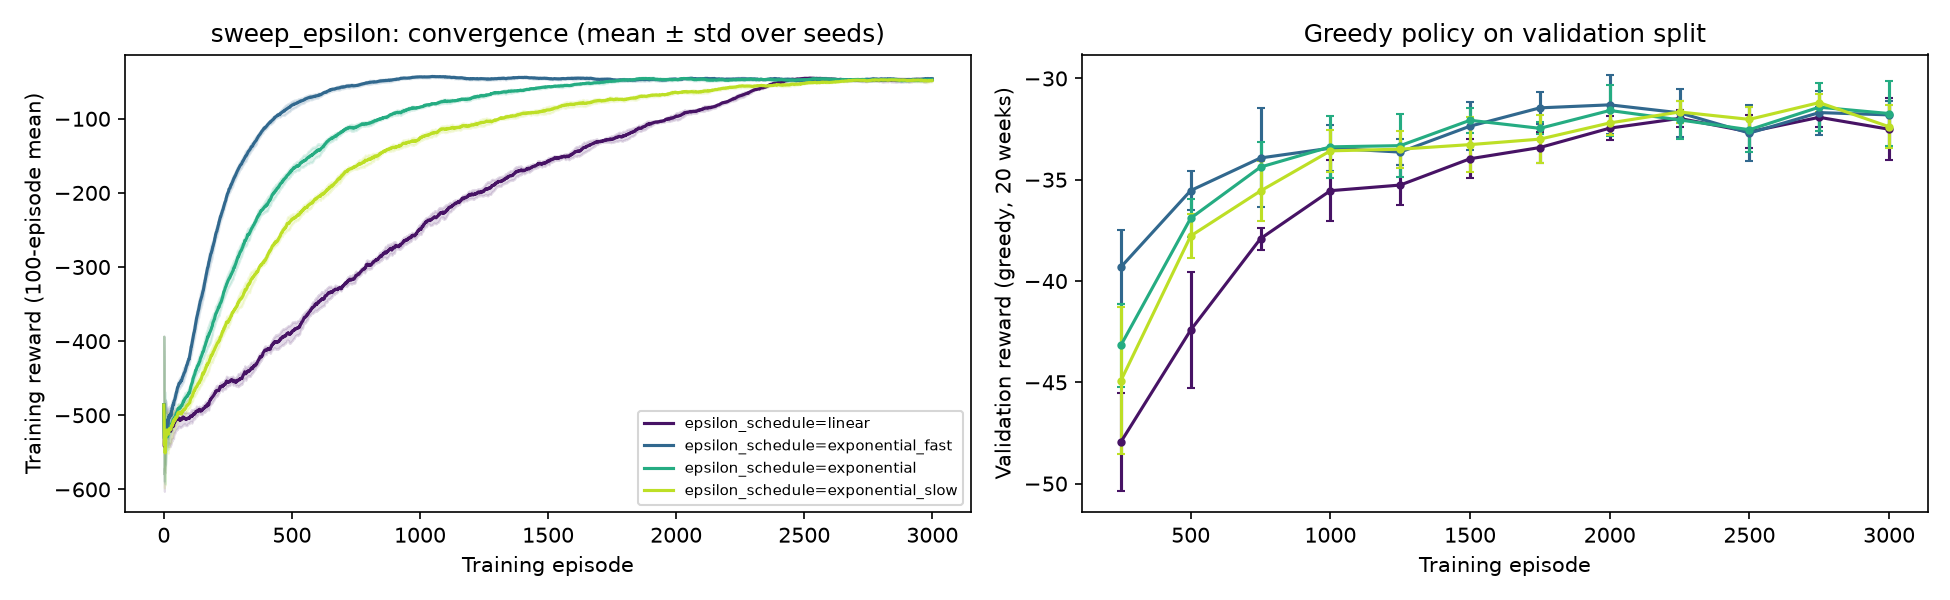 sweep_epsilon: convergence (mean ± std over seeds)
Training reward (100-episode mean)
−100
−200
−300
−400
−500
−600
0
500
1000
1500
2000
2500
3000
Training episode
epsilon_schedule=linear
epsilon_schedule=exponential_fast
epsilon_schedule=exponential
epsilon_schedule=exponential_slow
Greedy policy on validation split
Validation reward (greedy, 20 weeks)
−30
−35
−40
−45
−50
500
1000
1500
2000
2500
3000
Training episode